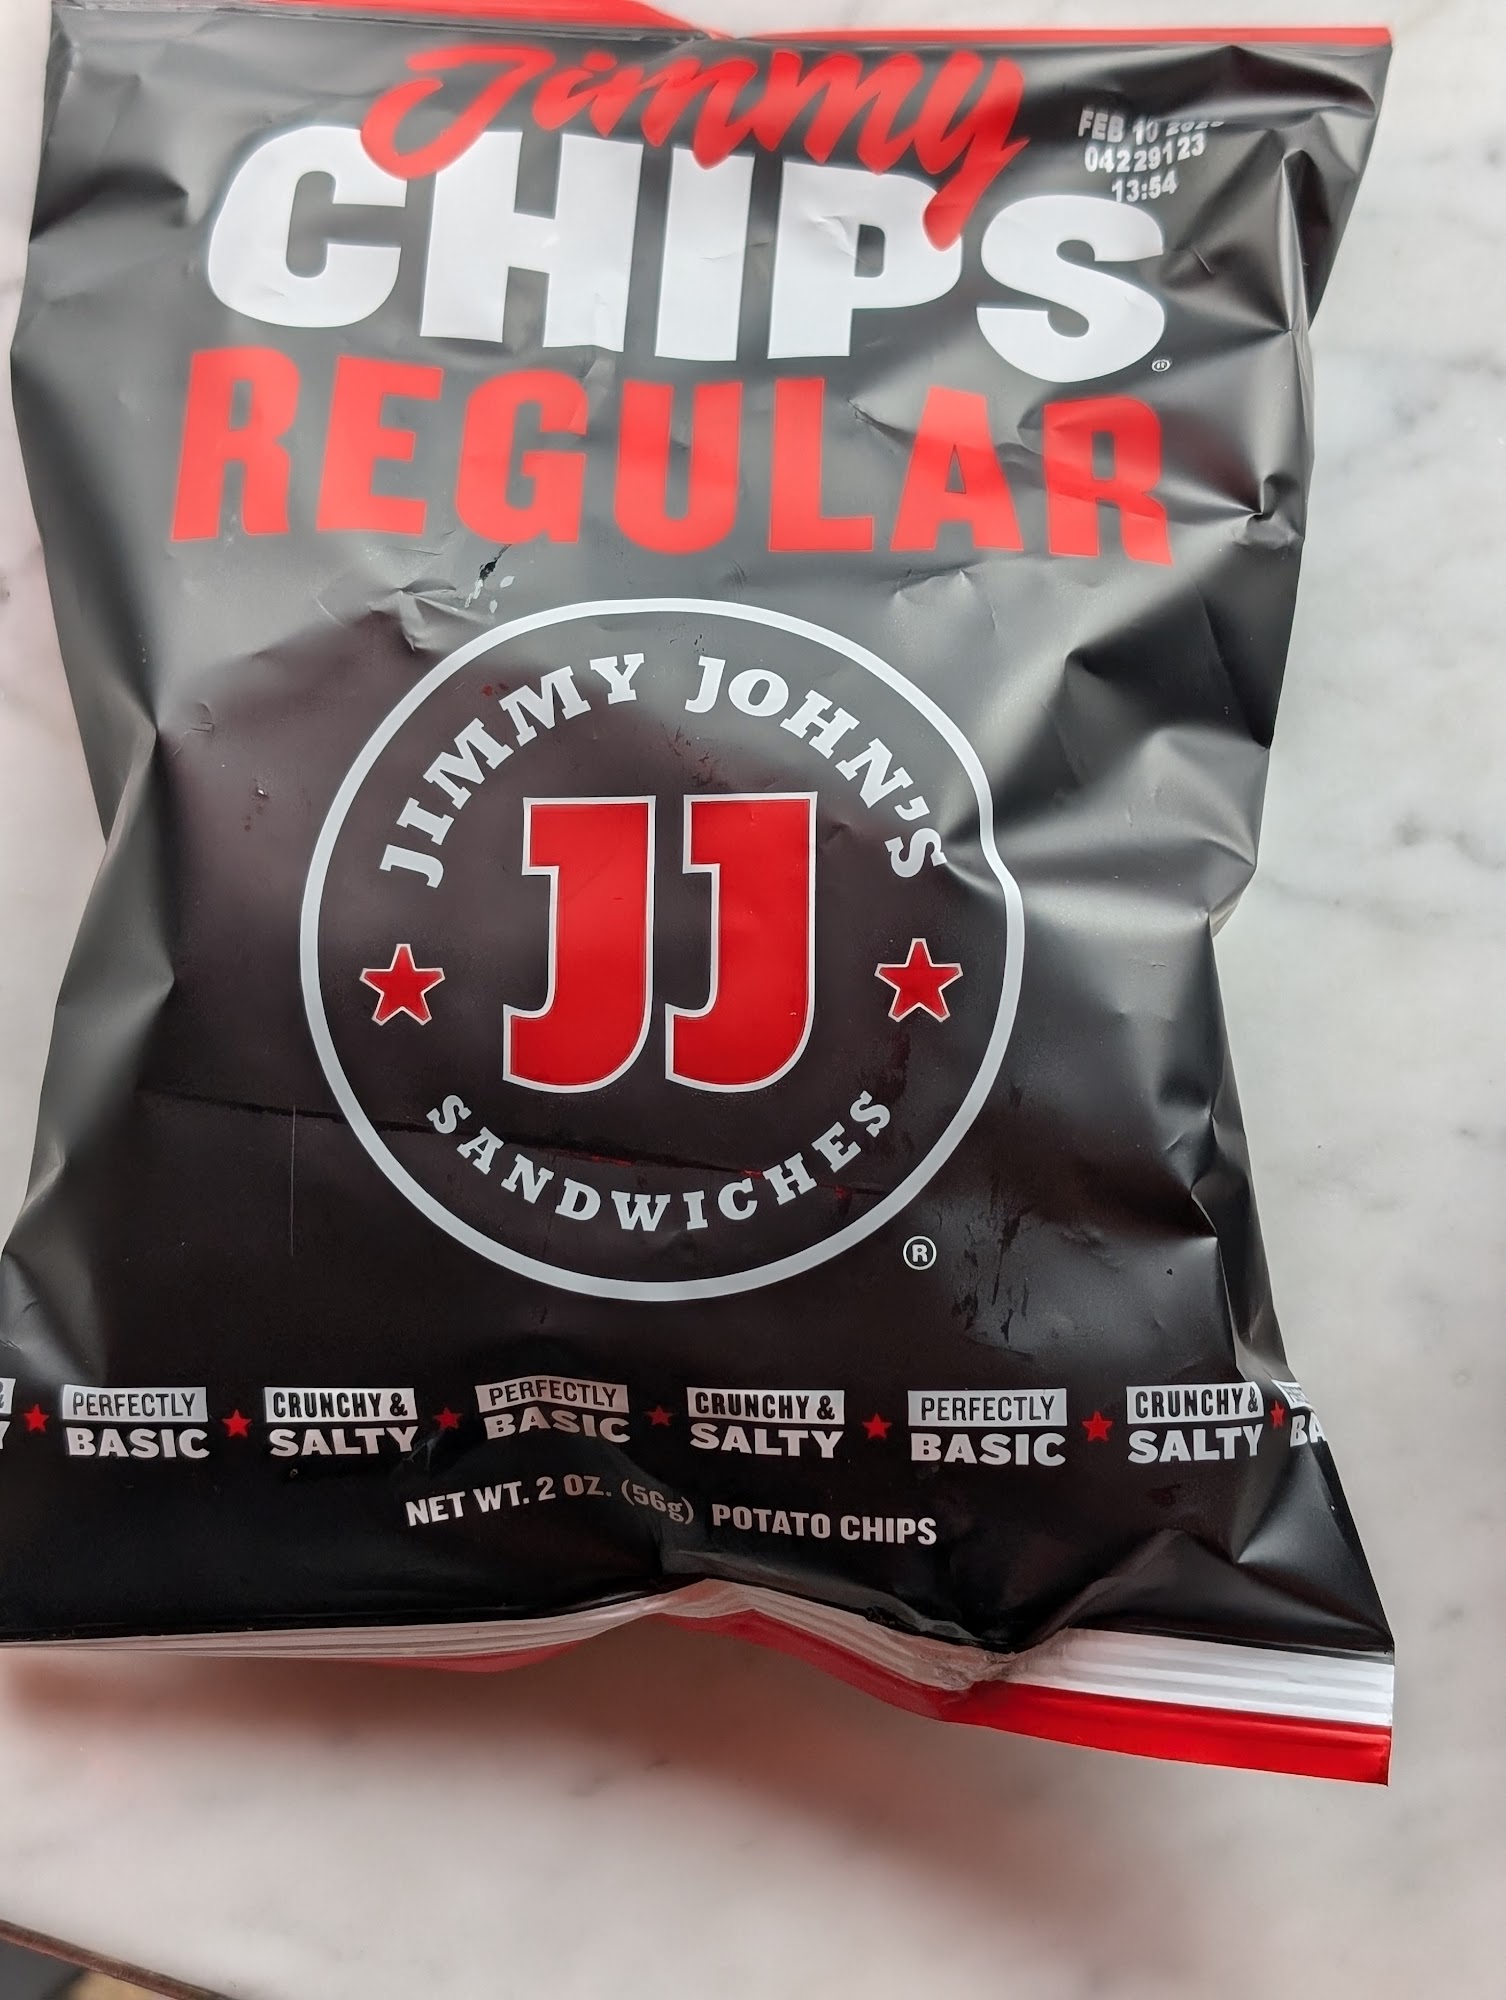 Jimmy
CHIPS®
FEB 10
04229123
13:54
REGULAR
JIMMY JOHN'S
JJ
SANDWICHES
®
PERFECTLY BASIC CRUNCHY & SALTY PERFECTLY BASIC CRUNCHY & SALTY PERFECTLY BASIC CRUNCHY & SALTY
NET WT. 2 OZ. (56g) POTATO CHIPS